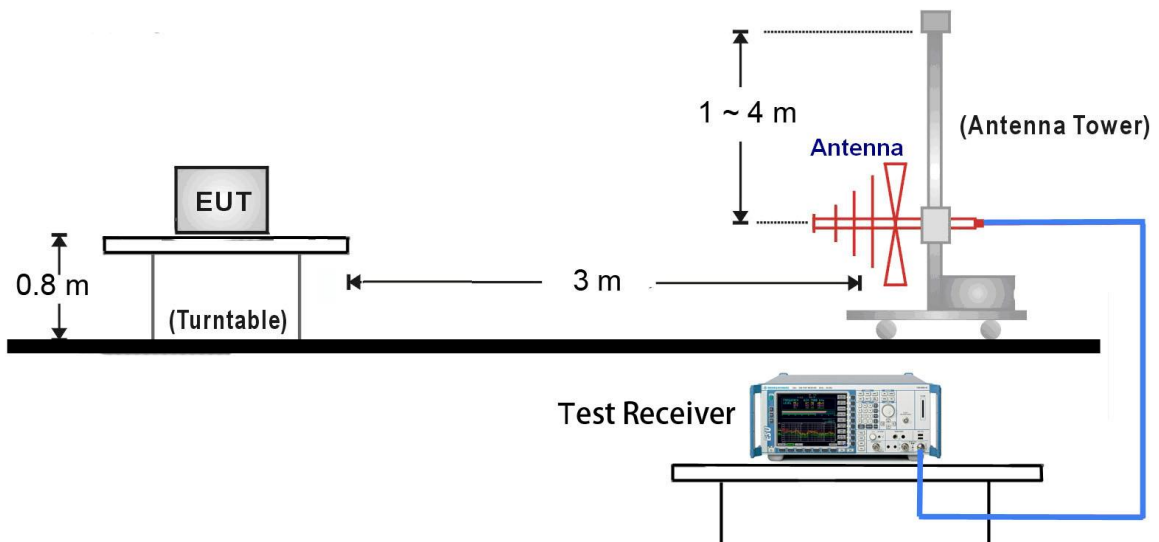 1 ~ 4 m
(Antenna Tower)
Antenna
EUT
0.8 m
3 m
(Turntable)
Test Receiver